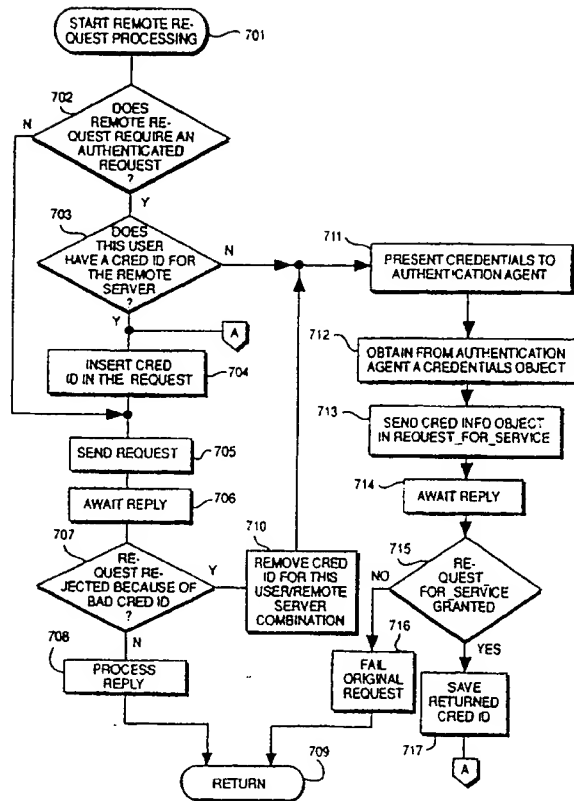 START REMOTE RE-
QUEST PROCESSING
701
702
DOES
REMOTE RE-
QUEST REQUIRE AN
AUTHENTICATED
REQUEST
?
N
Y
703
DOES
THIS USER
HAVE A CRED ID FOR
THE REMOTE
SERVER
?
N
Y
A
INSERT CRED
ID IN THE REQUEST
704
SEND REQUEST
705
AWAIT REPLY
706
707
RE-
QUEST RE-
JECTED BECAUSE OF
BAD CRED ID
?
Y
N
708
PROCESS
REPLY
710
REMOVE CRED
ID FOR THIS
USER/REMOTE
SERVER
COMBINATION
711
PRESENT CREDENTIALS TO
AUTHENTICATION AGENT
712
OBTAIN FROM AUTHENTICATION
AGENT A CREDENTIALS OBJECT
713
SEND CRED INFO OBJECT
IN REQUEST_FOR_SERVICE
714
AWAIT REPLY
715
RE-
QUEST
FOR_SERVICE
GRANTED
NO
YES
716
FAIL
ORIGINAL
REQUEST
SAVE
RETURNED
CRED ID
717
A
RETURN
709